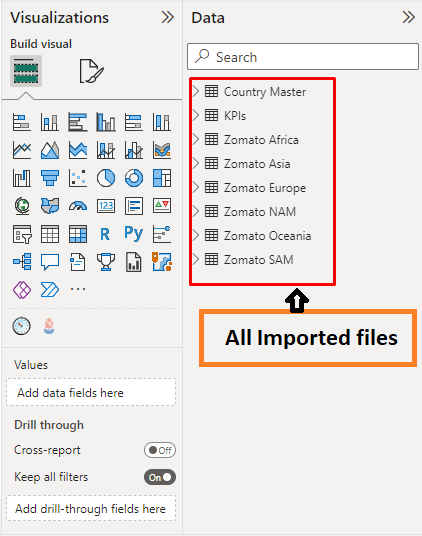 Visualizations
Build visual
123
R
Py
Values
Add data fields here
Drill through
Cross-report
Off
Keep all filters
On
Add drill-through fields here
Data
Search
Country Master
KPIs
Zomato Africa
Zomato Asia
Zomato Europe
Zomato NAM
Zomato Oceania
Zomato SAM
All Imported files